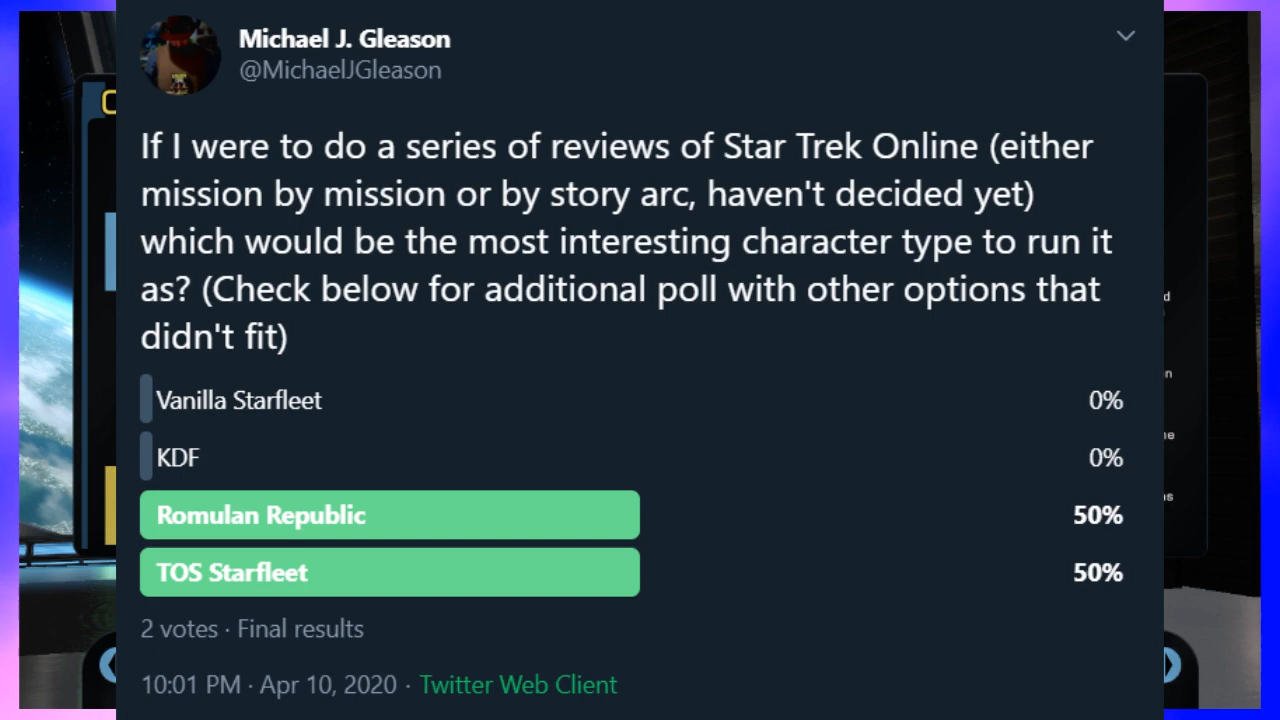 Michael J. Gleason
@MichaelJGleason
If I were to do a series of reviews of Star Trek Online (either
mission by mission or by story arc, haven't decided yet)
which would be the most interesting character type to run it
as? (Check below for additional poll with other options that
didn't fit)
Vanilla Starfleet 0%
KDF 0%
Romulan Republic 50%
TOS Starfleet 50%
2 votes · Final results
10:01 PM · Apr 10, 2020 · Twitter Web Client